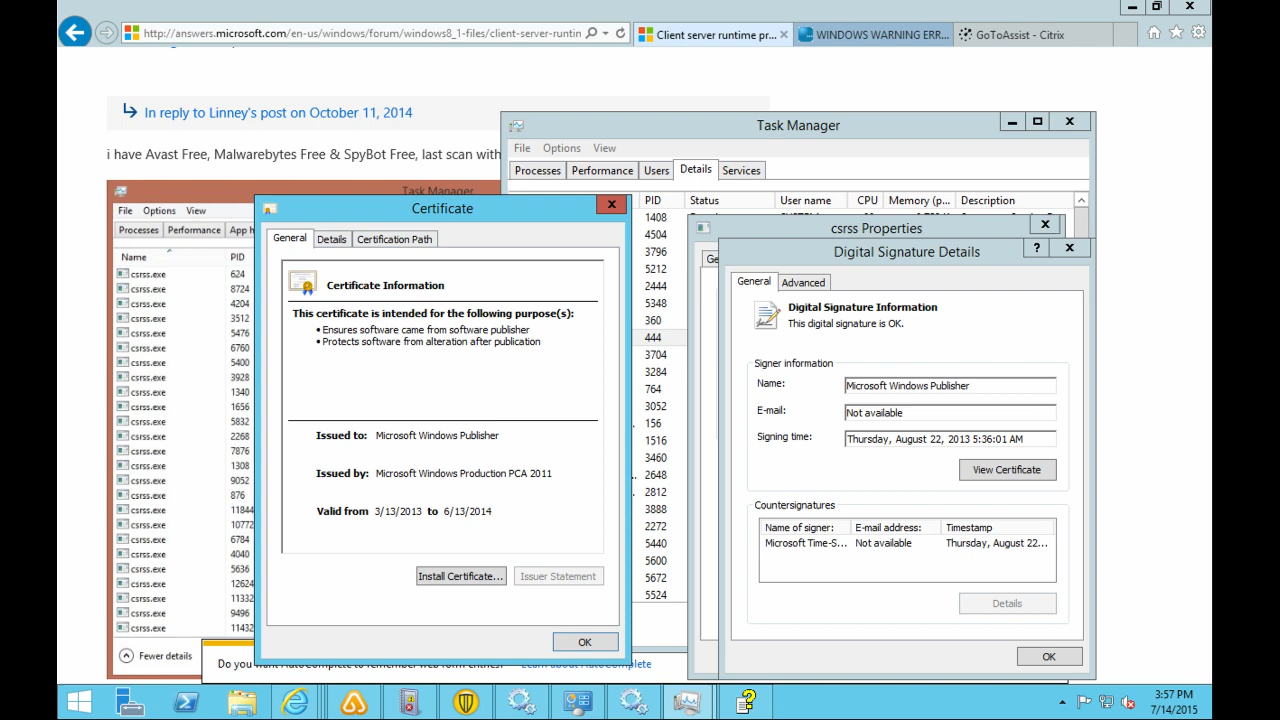 http://answers.microsoft.com/en-us/windows/forum/windows8_1-files/client-server-runtin
Client server runtime pr...
WINDOWS WARNING ERR...
GoToAssist - Citrix
In reply to Linney's post on October 11, 2014
i have Avast Free, Malwarebytes Free & SpyBot Free, last scan with
Task Manager
File Options View
Processes Performance App h
Name PID
csrss.exe 624
csrss.exe 8724
csrss.exe 4204
csrss.exe 3512
csrss.exe 5476
csrss.exe 6760
csrss.exe 5400
csrss.exe 3928
csrss.exe 1340
csrss.exe 1656
csrss.exe 5832
csrss.exe 2268
csrss.exe 7876
csrss.exe 1308
csrss.exe 9052
csrss.exe 876
csrss.exe 11844
csrss.exe 10772
csrss.exe 6784
csrss.exe 4040
csrss.exe 5636
csrss.exe 12624
csrss.exe 11332
csrss.exe 9496
csrss.exe 11432
Fewer details
Certificate
General Details Certification Path
Certificate Information
This certificate is intended for the following purpose(s):
• Ensures software came from software publisher
• Protects software from alteration after publication
Issued to: Microsoft Windows Publisher
Issued by: Microsoft Windows Production PCA 2011
Valid from 3/13/2013 to 6/13/2014
Install Certificate...
Issuer Statement
OK
Task Manager
File Options View
Processes Performance Users Details Services
PID Status User name CPU Memory (p... Description
1408
4504
3796
5212
2444
5348
360
444
3704
3284
764
3052
156
1516
3460
2648
2812
3888
2272
5440
5600
5672
5524
csrss Properties
Ge
Digital Signature Details
?
General Advanced
Digital Signature Information
This digital signature is OK.
Signer information
Name: Microsoft Windows Publisher
E-mail: Not available
Signing time: Thursday, August 22, 2013 5:36:01 AM
View Certificate
Countersignatures
Name of signer: E-mail address: Timestamp
Microsoft Time-S... Not available Thursday, August 22...
Details
OK
3:57 PM
7/14/2015